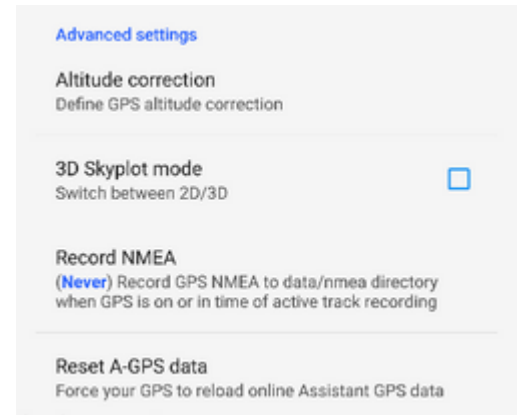 Advanced settings
Altitude correction
Define GPS altitude correction
3D Skyplot mode
Switch between 2D/3D
Record NMEA
(Never) Record GPS NMEA to data/nmea directory
when GPS is on or in time of active track recording
Reset A-GPS data
Force your GPS to reload online Assistant GPS data